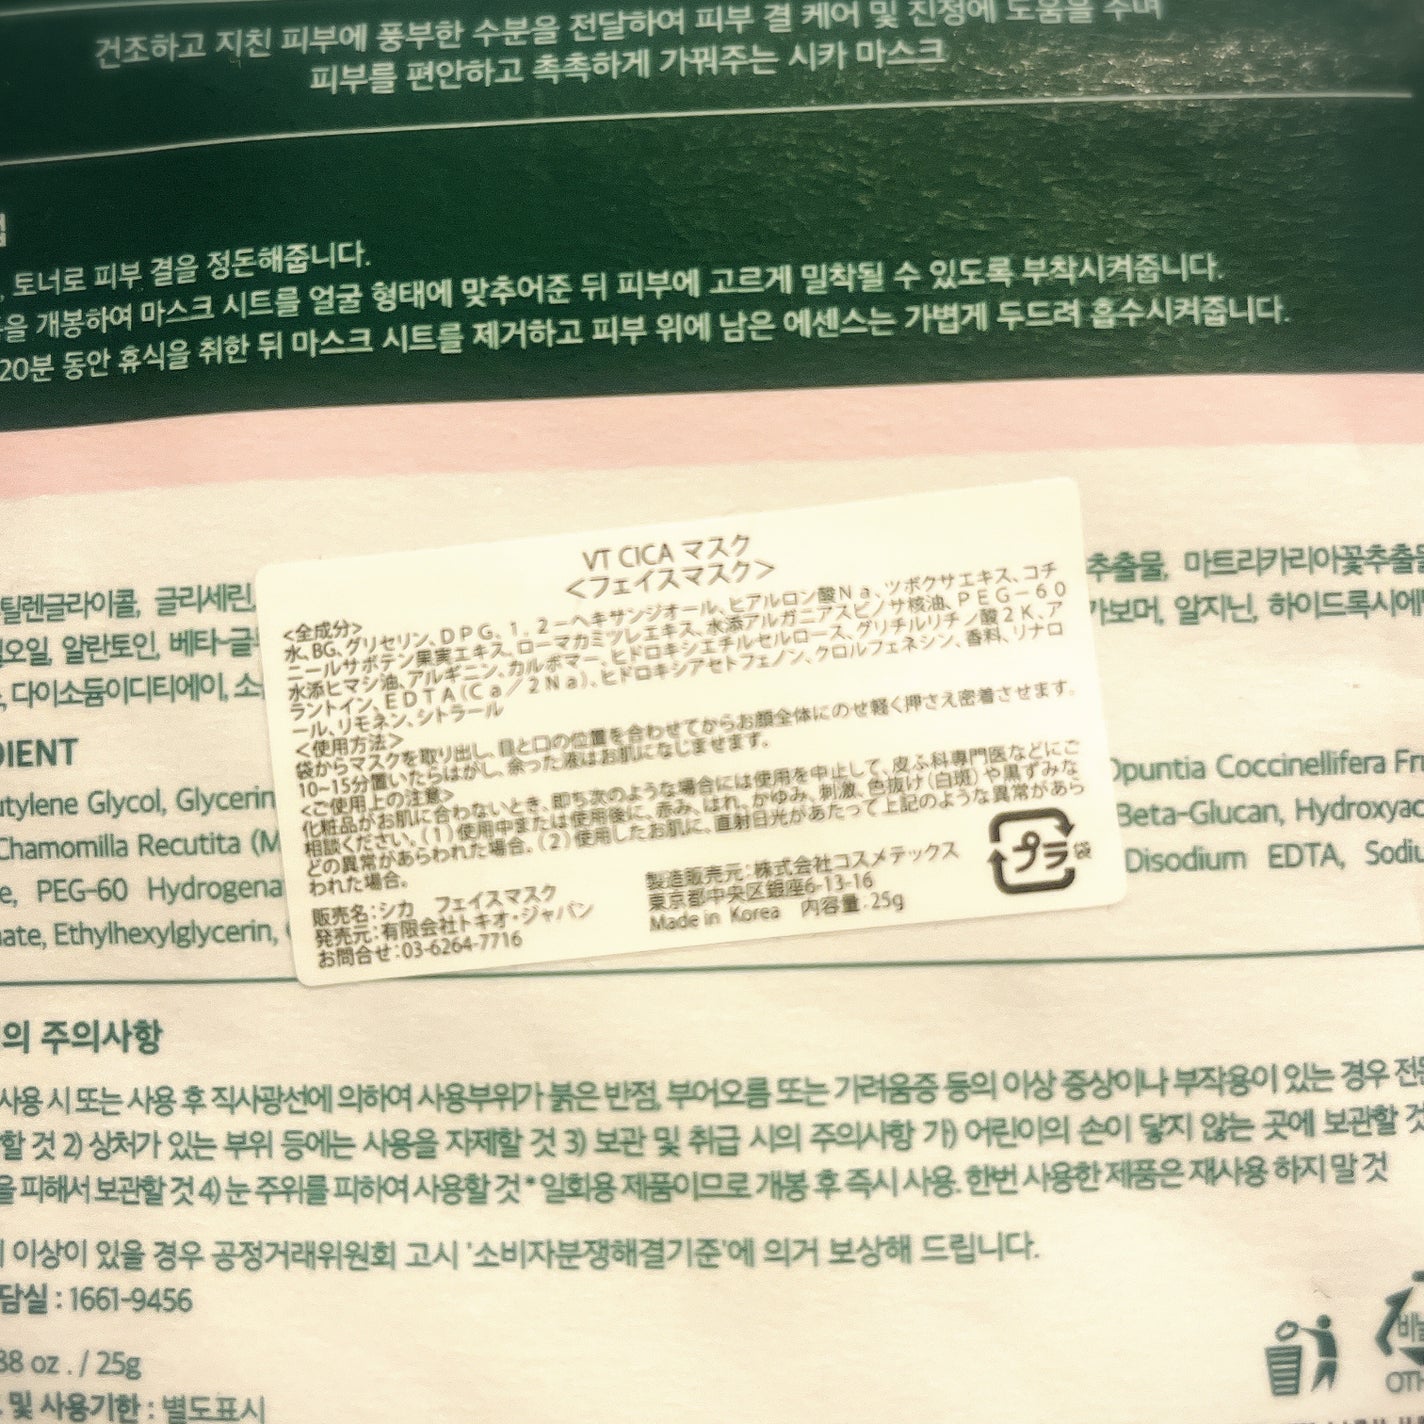 건조하고 지친 피부에 풍부한 수분을 전달하여 피부 결 케어 및 진정에 도움을 주며
피부를 편안하고 촉촉하게 가꿔주는 시카 마스크
토너로 피부 결을 정돈해줍니다.
개봉하여 마스크 시트를 얼굴 형태에 맞추어준 뒤 피부에 고르게 밀착될 수 있도록 부착시켜줍니다.
20분 동안 휴식을 취한 뒤 마스크 시트를 제거하고 피부 위에 남은 에센스는 가볍게 두드려 흡수시켜줍니다.
틸렌글라이콜, 글리세린,
오일, 알란토인, 베타-글
다이소듐이디티에이, 소
추출물, 마트리카리아꽃추출물
가보머, 알지닌, 하이드록시에틸
DIENT
utylene Glycol, Glycerin
Chamomilla Recutita (M
e, PEG-60 Hydrogena
ate, Ethylhexylglycerin,
Opuntia Coccinellifera Fru
Beta-Glucan, Hydroxyac
Disodium EDTA, Sodiu
VT CICA マスク
<フェイスマスク>
<全成分>
水、BG、グリセリン、DPG、1,2-ヘキサンジオール、ヒアルロン酸Na、ツボクサエキス、コチ
ニールサボテン果実エキス、ローマカミツレエキス、水添アルガニアスピノサ核油、PEG-60
水添ヒマシ油、アルギニン、カルボマー、ヒドロキシエチルセルロース、グリチルリチン酸2K、ア
ラントイン、EDTA(Ca/2Na)、ヒドロキシアセトフェノン、クロルフェネシン、香料、リナロ
ール、リモネン、シトラール
<使用方法>
袋からマスクを取り出し、目と口の位置を合わせてからお顔全体にのせ軽く押さえ密着させます。
10~15分置いたらはがし、余った液はお肌になじませます。
<ご使用上の注意>
化粧品がお肌に合わないとき、即ち次のような場合には使用を中止して、皮ふ科専門医などにご
相談ください。(1)使用中または使用後に、赤み、はれ、かゆみ、刺激、色抜け(白斑)や黒ずみな
どの異常があらわれた場合。(2)使用したお肌に、直射日光があたって上記のような異常があら
われた場合。
販売名:シカ フェイスマスク
発売元:有限会社トキオ・ジャパン
お問合せ:03-6264-7716
製造販売元:株式会社コスメテックス
東京都中央区銀座6-13-16
Made in Korea 内容量:25g
プラ
袋
의 주의사항
사용 시 또는 사용 후 직사광선에 의하여 사용부위가 붉은 반점, 부어오름 또는 가려움증 등의 이상 증상이나 부작용이 있는 경우 전문
할 것 2) 상처가 있는 부위 등에는 사용을 자제할 것 3) 보관 및 취급 시의 주의사항 가) 어린이의 손이 닿지 않는 곳에 보관할 것
을 피해서 보관할 것 4) 눈 주위를 피하여 사용할 것 * 일회용 제품이므로 개봉 후 즉시 사용. 한번 사용한 제품은 재사용 하지 말 것
이상이 있을 경우 공정거래위원회 고시 '소비자분쟁해결기준'에 의거 보상해 드립니다.
담실 : 1661-9456
88 oz . / 25g
및 사용기한 : 별도표시